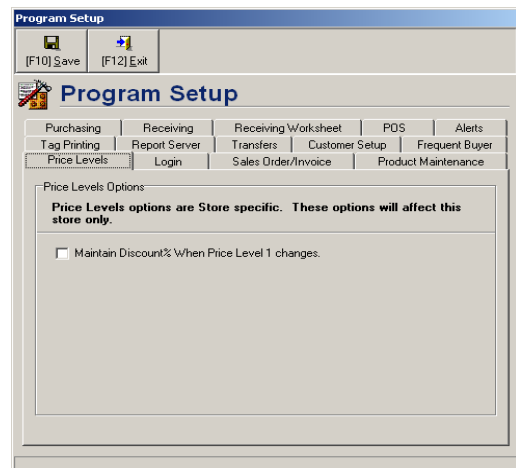 Program Setup
[F10] Save [F12] Exit
Program Setup
Purchasing Receiving Receiving Worksheet POS Alerts
Tag Printing Report Server Transfers Customer Setup Frequent Buyer
Price Levels Login Sales Order/Invoice Product Maintenance
Price Levels Options
Price Levels options are Store specific. These options will affect this
store only.
Maintain Discount% When Price Level 1 changes.